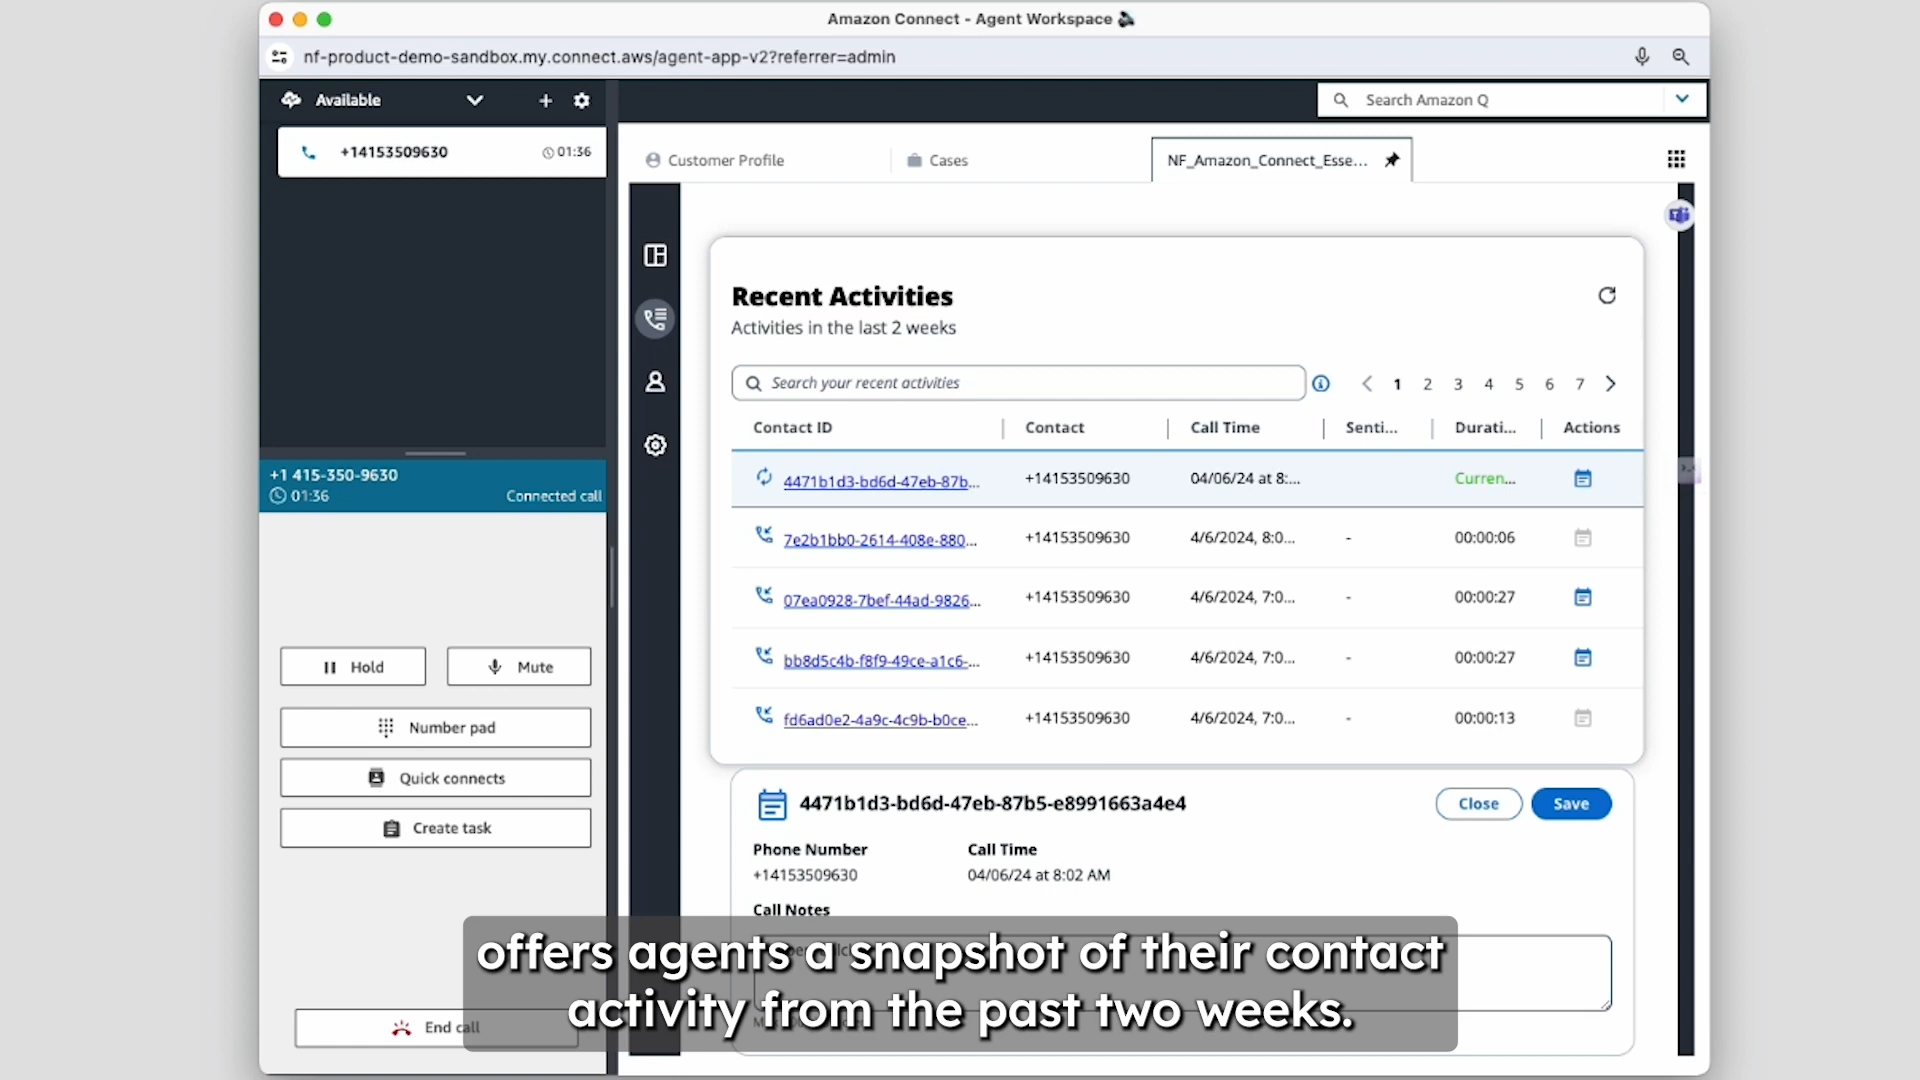 Amazon Connect - Agent Workspace
nf-product-demo-sandbox.my.connect.aws/agent-app-v2?referrer=admin
Available
Search Amazon Q
+14153509630 01:36
Customer Profile
Cases
NF_Amazon_Connect_Esse...
Recent Activities
Activities in the last 2 weeks
Search your recent activities
1 2 3 4 5 6 7
Contact ID Contact Call Time Senti... Durati... Actions
4471b1d3-bd6d-47eb-87b... +14153509630 04/06/24 at 8:... Curren...
7e2b1bb0-2614-408e-880... +14153509630 4/6/2024, 8:0... - 00:00:06
07ea0928-7bef-44ad-9826... +14153509630 4/6/2024, 7:0... - 00:00:27
bb8d5c4b-f8f9-49ce-a1c6-... +14153509630 4/6/2024, 7:0... - 00:00:27
fd6ad0e2-4a9c-4c9b-b0ce... +14153509630 4/6/2024, 7:0... - 00:00:13
+1 415-350-9630
01:36 Connected call
Hold
Mute
Number pad
Quick connects
Create task
End call
4471b1d3-bd6d-47eb-87b5-e8991663a4e4
Close
Save
Phone Number Call Time
+14153509630 04/06/24 at 8:02 AM
Call Notes
offers agents a snapshot of their contact
activity from the past two weeks.